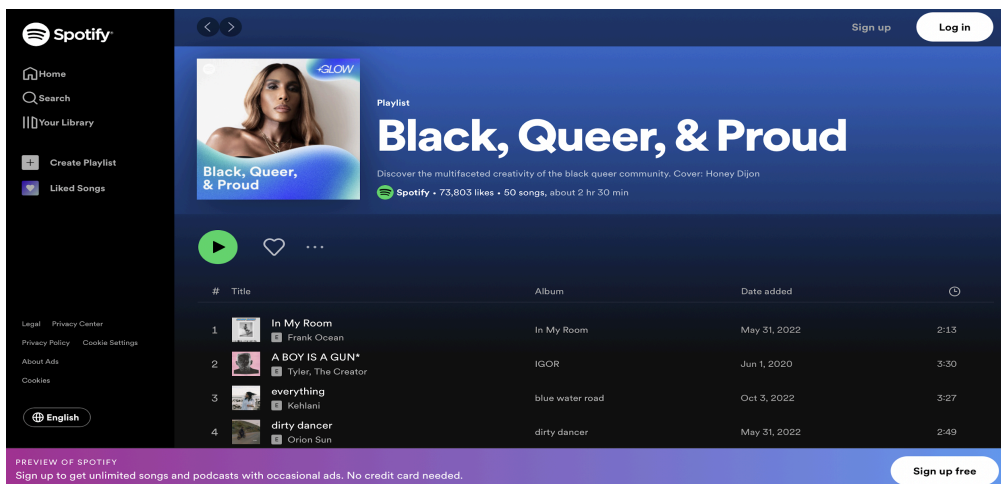 Spotify
Home
Search
Your Library
Create Playlist
Liked Songs
Legal Privacy Center
Privacy Policy Cookie Settings
About Ads
Cookies
English
Sign up Log in
+GLOW
Black, Queer,
& Proud
Playlist
Black, Queer, & Proud
Discover the multifaceted creativity of the black queer community. Cover: Honey Dijon
Spotify • 73,803 likes • 50 songs, about 2 hr 30 min
# Title Album Date added
1 In My Room In My Room May 31, 2022 2:13
E Frank Ocean
2 A BOY IS A GUN* IGOR Jun 1, 2020 3:30
E Tyler, The Creator
3 everything blue water road Oct 3, 2022 3:27
E Kehlani
4 dirty dancer dirty dancer May 31, 2022 2:49
E Orion Sun
PREVIEW OF SPOTIFY
Sign up to get unlimited songs and podcasts with occasional ads. No credit card needed.
Sign up free